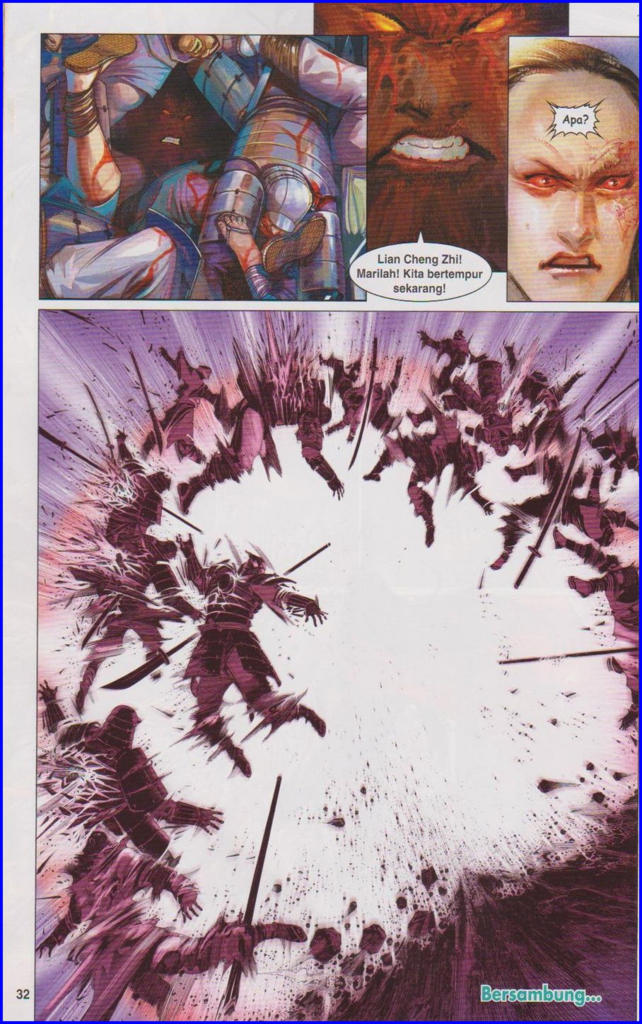 Apa?
Lian Cheng Zhi!
Marilah! Kita bertempur
sekarang!
32
Bersambung...